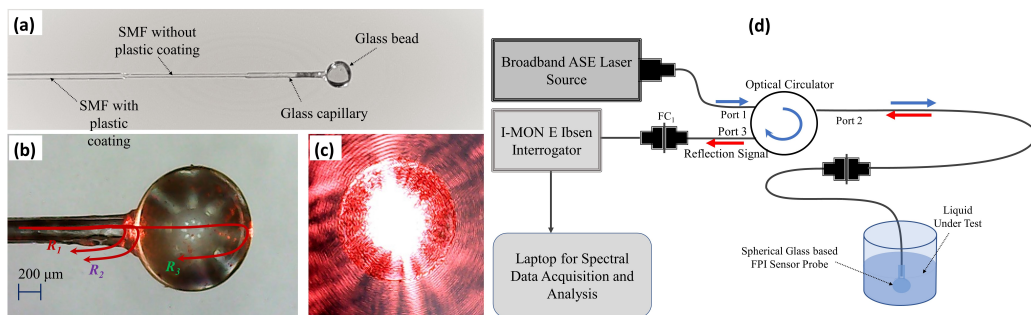 (a)
SMF without
plastic coating
Glass bead
SMF with
plastic
coating
Glass capillary
(b)
R1
R2
R3
200 μm
(c)
(d)
Broadband ASE Laser
Source
Optical Circulator
Port 1
Port 2
I-MON E Ibsen
Interrogator
FC1
Port 3
Reflection Signal
Laptop for Spectral
Data Acquisition and
Analysis
Liquid
Under Test
Spherical Glass based
FPI Sensor Probe